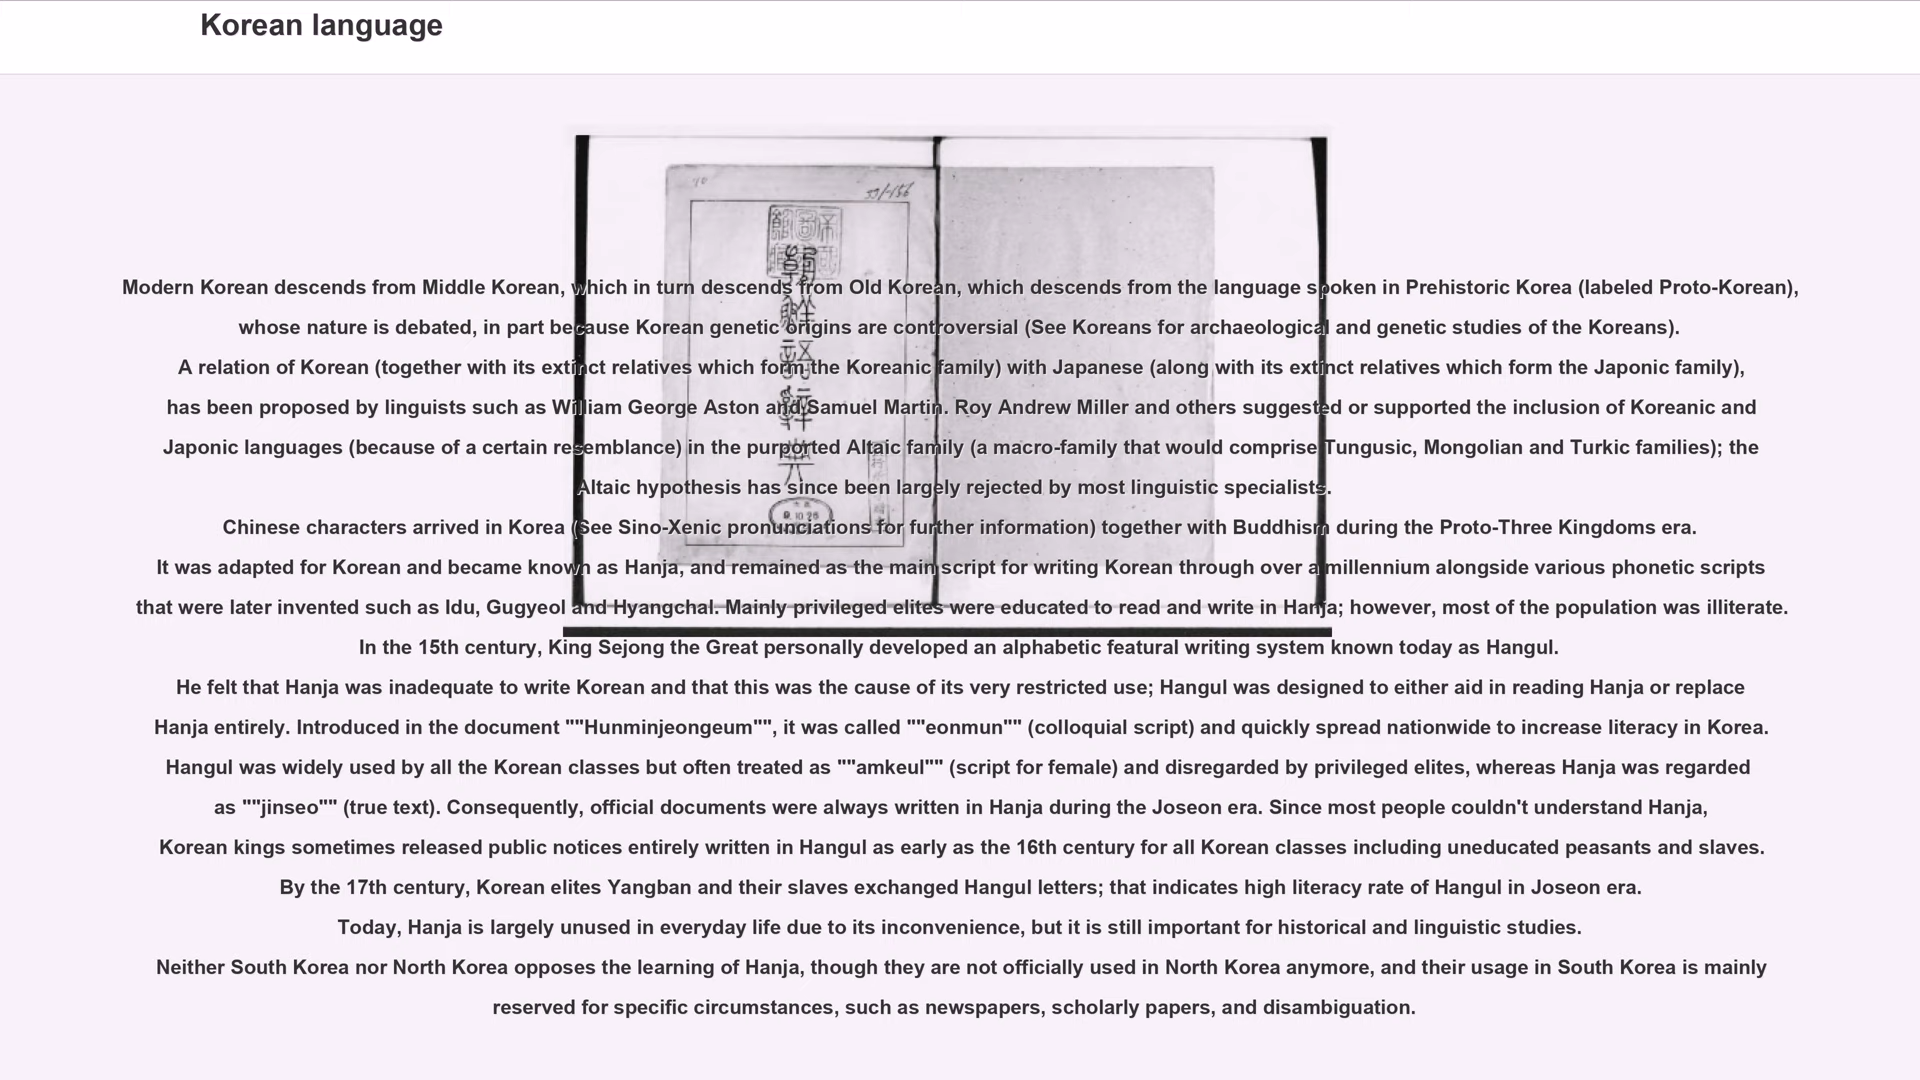 Korean language
Modern Korean descends from Middle Korean, which in turn descends from Old Korean, which descends from the language spoken in Prehistoric Korea (labeled Proto-Korean),
whose nature is debated, in part because Korean genetic origins are controversial (See Koreans for archaeological and genetic studies of the Koreans).
A relation of Korean (together with its extinct relatives which form the Koreanic family) with Japanese (along with its extinct relatives which form the Japonic family),
has been proposed by linguists such as William George Aston and Samuel Martin. Roy Andrew Miller and others suggested or supported the inclusion of Koreanic and
Japonic languages (because of a certain resemblance) in the purported Altaic family (a macro-family that would comprise Tungusic, Mongolian and Turkic families); the
Altaic hypothesis has since been largely rejected by most linguistic specialists.
Chinese characters arrived in Korea (See Sino-Xenic pronunciations for further information) together with Buddhism during the Proto-Three Kingdoms era.
It was adapted for Korean and became known as Hanja, and remained as the main script for writing Korean through over a millennium alongside various phonetic scripts
that were later invented such as Idu, Gugyeol and Hyangchal. Mainly privileged elites were educated to read and write in Hanja; however, most of the population was illiterate.
In the 15th century, King Sejong the Great personally developed an alphabetic featural writing system known today as Hangul.
He felt that Hanja was inadequate to write Korean and that this was the cause of its very restricted use; Hangul was designed to either aid in reading Hanja or replace
Hanja entirely. Introduced in the document ""Hunminjeongeum"", it was called ""eonmun"" (colloquial script) and quickly spread nationwide to increase literacy in Korea.
Hangul was widely used by all the Korean classes but often treated as ""amkeul"" (script for female) and disregarded by privileged elites, whereas Hanja was regarded
as ""jinseo"" (true text). Consequently, official documents were always written in Hanja during the Joseon era. Since most people couldn't understand Hanja,
Korean kings sometimes released public notices entirely written in Hangul as early as the 16th century for all Korean classes including uneducated peasants and slaves.
By the 17th century, Korean elites Yangban and their slaves exchanged Hangul letters; that indicates high literacy rate of Hangul in Joseon era.
Today, Hanja is largely unused in everyday life due to its inconvenience, but it is still important for historical and linguistic studies.
Neither South Korea nor North Korea opposes the learning of Hanja, though they are not officially used in North Korea anymore, and their usage in South Korea is mainly
reserved for specific circumstances, such as newspapers, scholarly papers, and disambiguation.